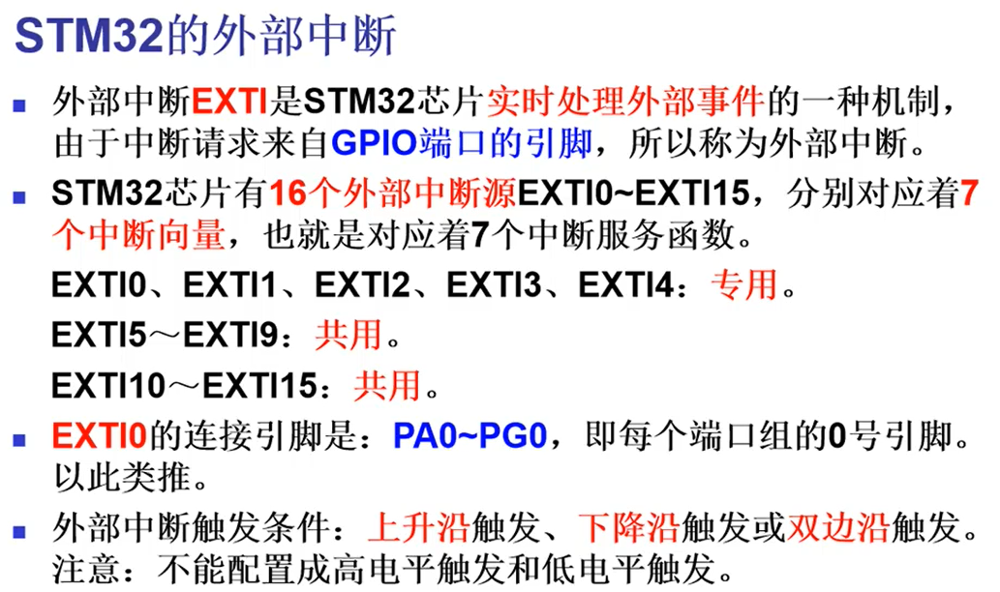 STM32的外部中断
外部中断EXTI是STM32芯片实时处理外部事件的一种机制，
由于中断请求来自GPIO端口的引脚，所以称为外部中断。
STM32芯片有16个外部中断源EXTI0~EXTI15，分别对应着7
个中断向量，也就是对应着7个中断服务函数。
EXTI0、EXTI1、EXTI2、EXTI3、EXTI4：专用。
EXTI5～EXTI9：共用。
EXTI10～EXTI15：共用。
EXTI0的连接引脚是：PA0~PG0，即每个端口组的0号引脚。
以此类推。
外部中断触发条件：上升沿触发、下降沿触发或双边沿触发。
注意：不能配置成高电平触发和低电平触发。